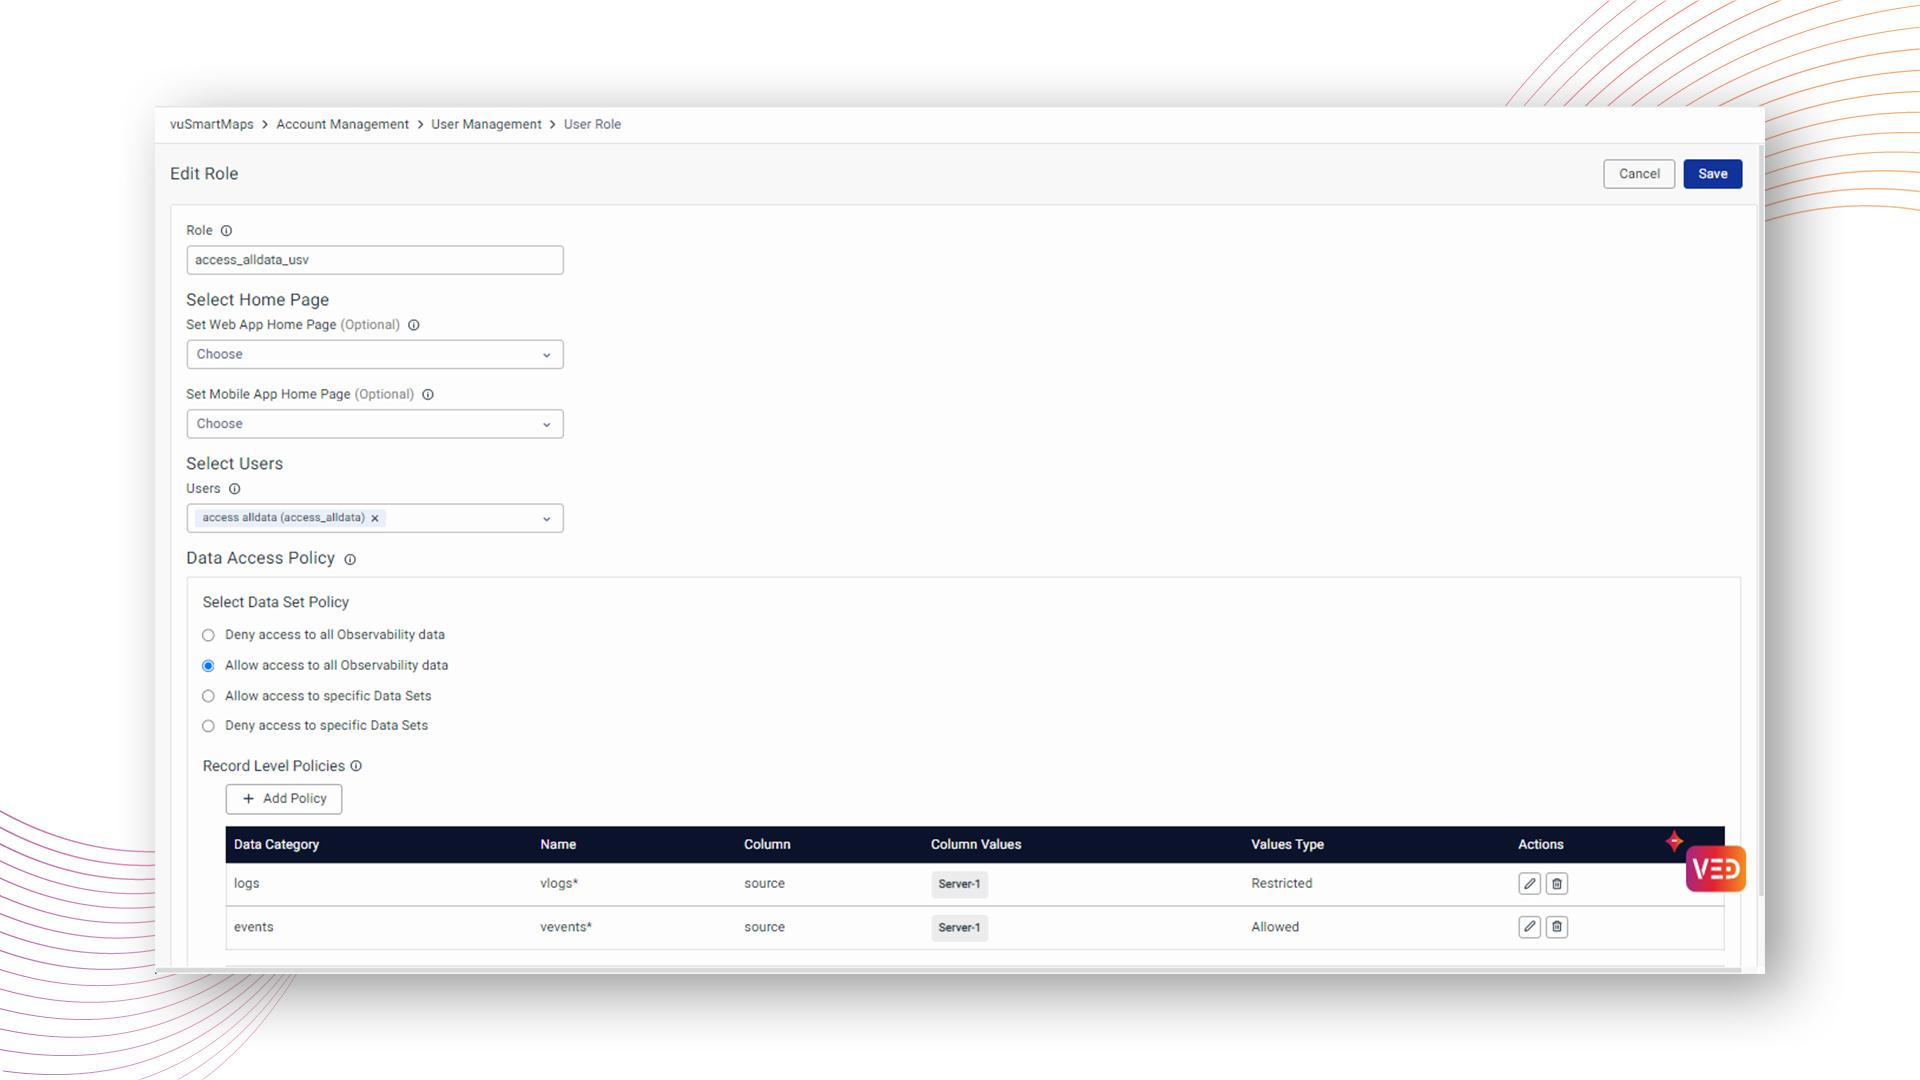 vuSmartMaps > Account Management > User Management > User Role
Edit Role
Cancel
Save
Role
access_alldata_usv
Select Home Page
Set Web App Home Page (Optional)
Choose
Set Mobile App Home Page (Optional)
Choose
Select Users
Users
access alldata (access_alldata) ×
Data Access Policy
Select Data Set Policy
Deny access to all Observability data
Allow access to all Observability data
Allow access to specific Data Sets
Deny access to specific Data Sets
Record Level Policies
+ Add Policy
Data Category Name Column Column Values Values Type Actions
logs vlogs* source Server-1 Restricted
events vevents* source Server-1 Allowed
VED